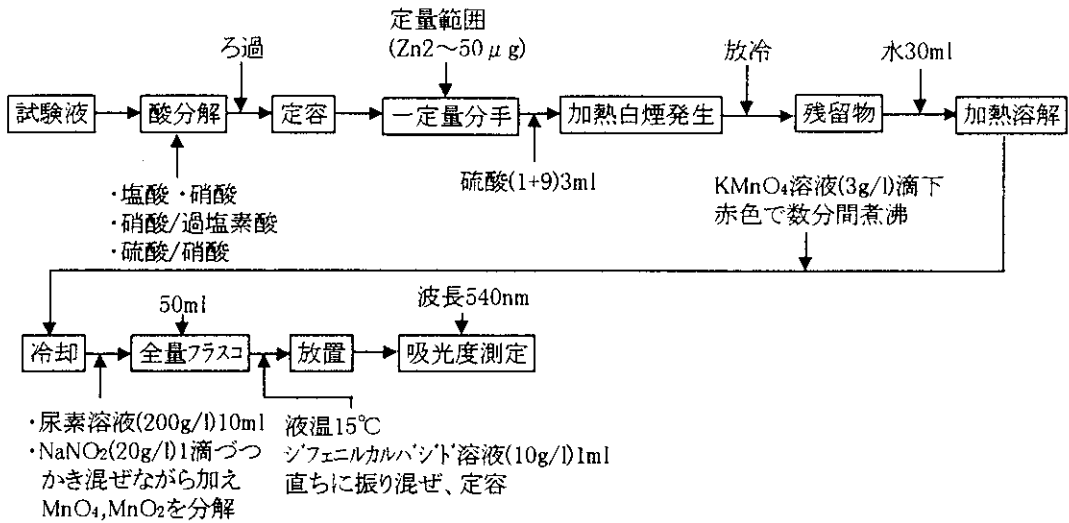 定量範囲
(Zn2～50μg)
ろ過
放冷
水30ml
試験液
酸分解
定容
一定量分手
加熱白煙発生
残留物
加熱溶解
・塩酸・硝酸
・硝酸/過塩素酸
・硫酸/硝酸
硫酸(1+9)3ml
KMnO₄溶液(3g/l)滴下
赤色で数分間煮沸
50ml
波長540nm
冷却
全量フラスコ
放置
吸光度測定
・尿素溶液(200g/l)10ml
・NaNO₂(20g/l)1滴づつ
かき混ぜながら加え
MnO₄,MnO₂を分解
液温15℃
ジフェニルカルバジド溶液(10g/l)1ml
直ちに振り混ぜ、定容